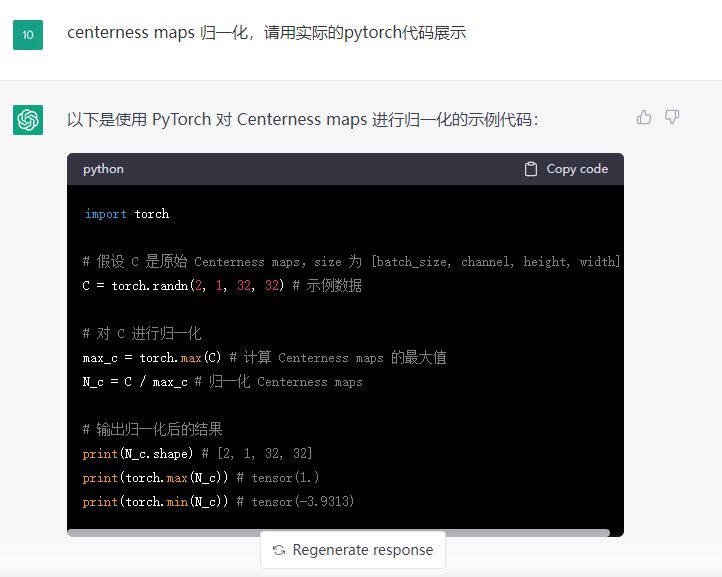 10
centerness maps 归一化，请用实际的pytorch代码展示
以下是使用 PyTorch 对 Centerness maps 进行归一化的示例代码：
python
Copy code
import torch
# 假设 C 是原始 Centerness maps，size 为 [batch_size, channel, height, width]
C = torch.randn(2, 1, 32, 32) # 示例数据
# 对 C 进行归一化
max_c = torch.max(C) # 计算 Centerness maps 的最大值
N_c = C / max_c # 归一化 Centerness maps
# 输出归一化后的结果
print(N_c.shape) # [2, 1, 32, 32]
print(torch.max(N_c)) # tensor(1.)
print(torch.min(N_c)) # tensor(-3.9313)
Regenerate response